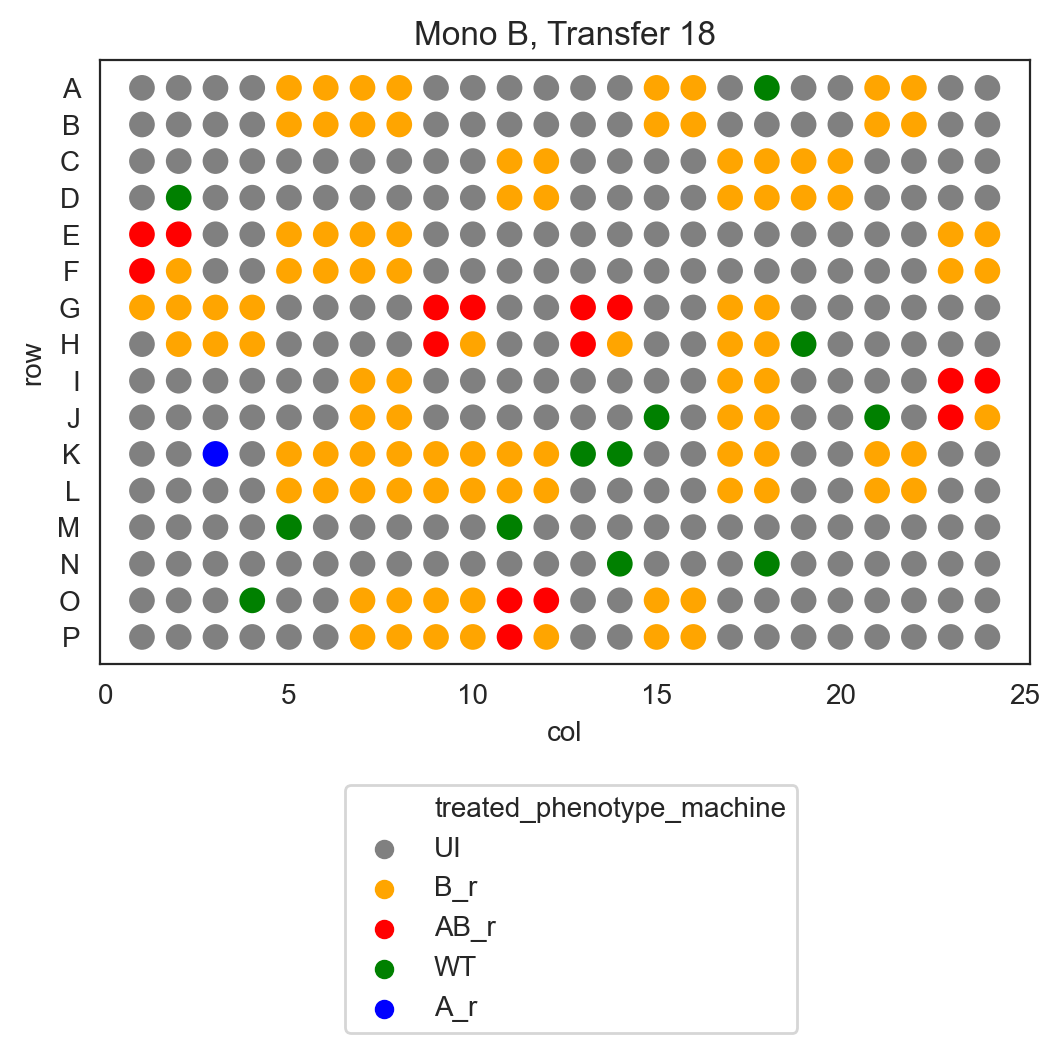 Mono B, Transfer 18
A
B
C
D
E
F
G
H
I
J
K
L
M
N
O
P
row
0 5 10 15 20 25
col
treated_phenotype_machine
UI
B_r
AB_r
WT
A_r